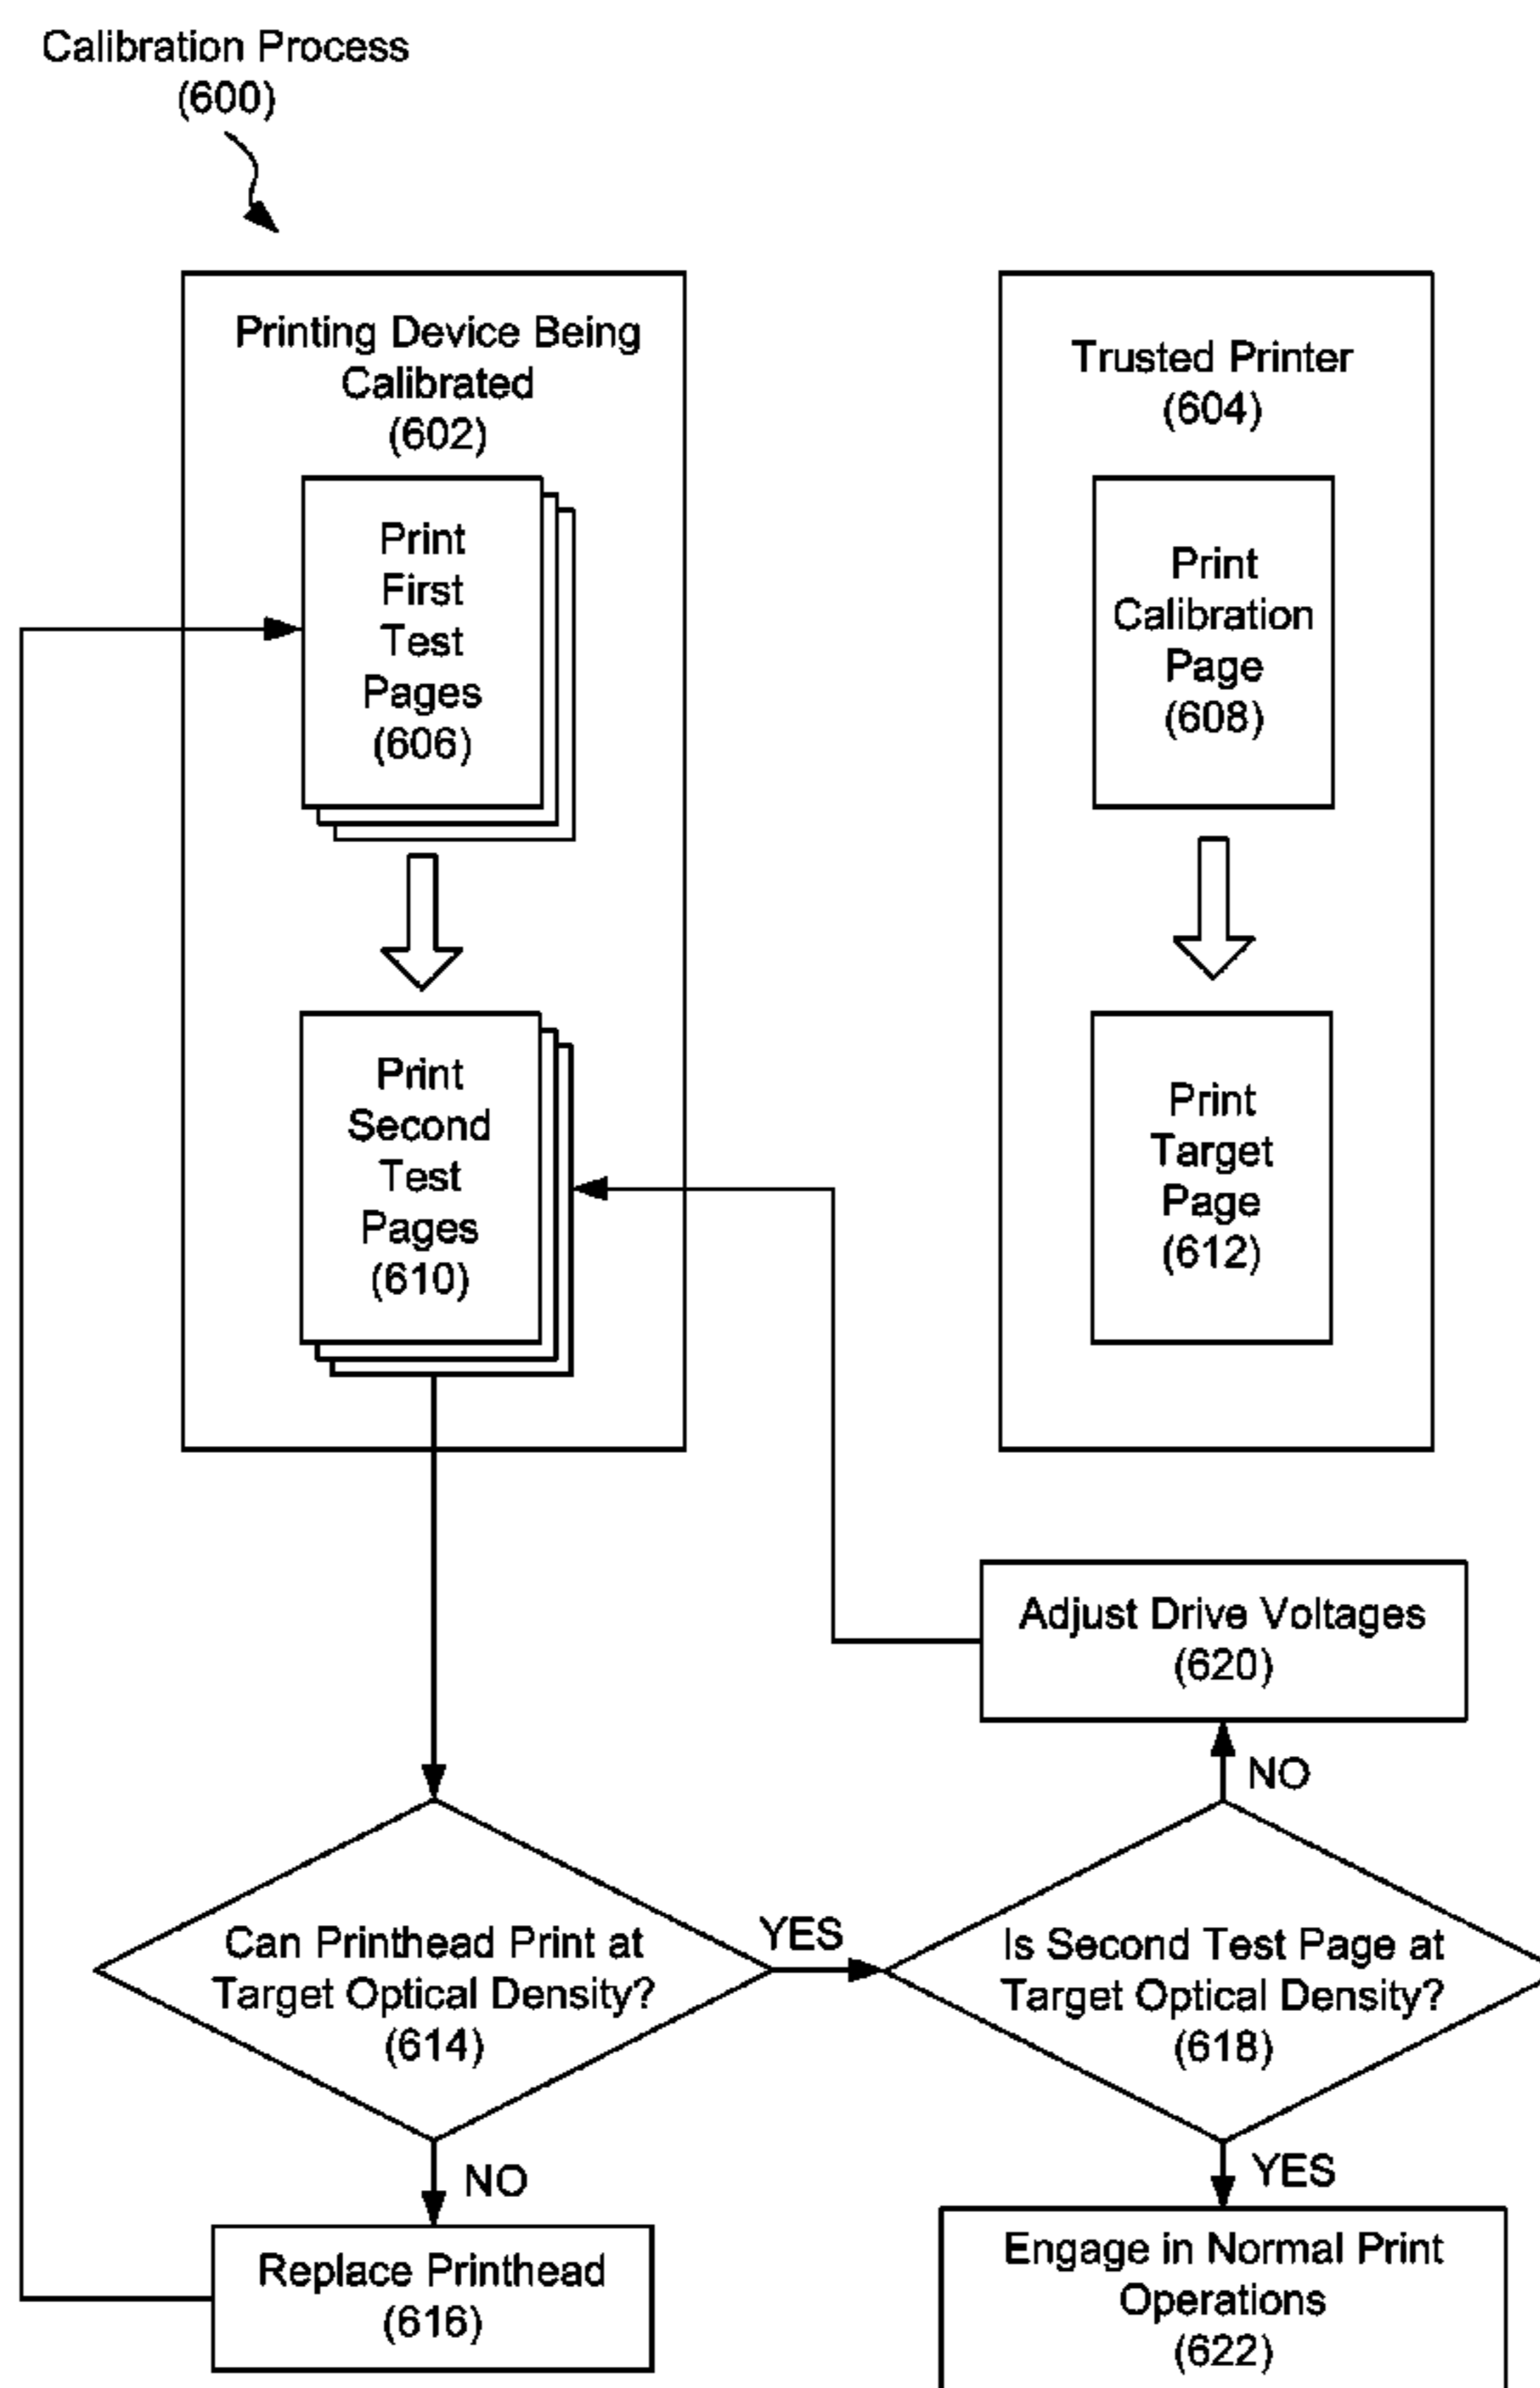 Calibration Process
(600)
Printing Device Being
Calibrated
(602)
Print
First
Test
Pages
(606)
Print
Second
Test
Pages
(610)
Trusted Printer
(604)
Print
Calibration
Page
(608)
Print
Target
Page
(612)
Adjust Drive Voltages
(620)
NO
Can Printhead Print at
Target Optical Density?
(614)
YES
Is Second Test Page at
Target Optical Density?
(618)
NO
YES
Replace Printhead
(616)
Engage in Normal Print
Operations
(622)